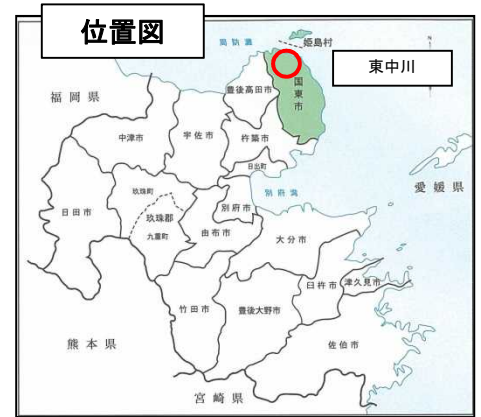 位置図
周防灘
姫島村
東中川
国東市
豊後高田市
福岡県
中津市
宇佐市
杵築市
日出町
愛媛県
別府湾
玖珠町
別府市
日田市
玖珠郡
九重町
由布市
大分市
臼杵市
津久見市
竹田市
豊後大野市
佐伯市
熊本県
宮崎県